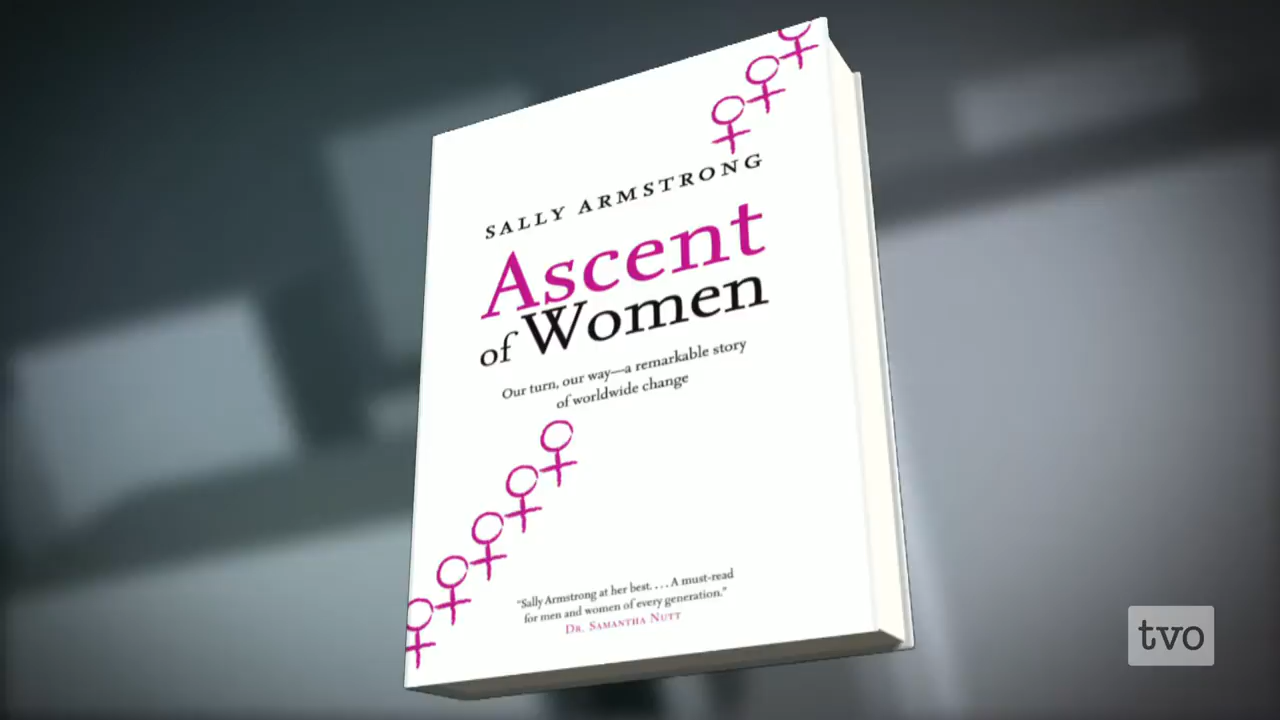 SALLY ARMSTRONG
Ascent
of Women
Our turn, our way—a remarkable story
of worldwide change
“Sally Armstrong at her best. . . . A must-read
for men and women of every generation.”
DR. SAMANTHA NUTT
tvo